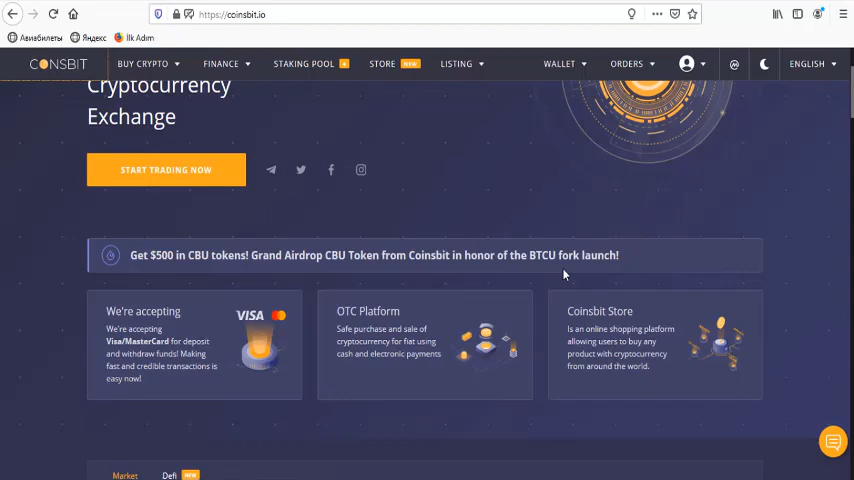 https://coinsbit.io
Авиабилеты Яндекс İlk Adım
COINSBIT BUY CRYPTO FINANCE STAKING POOL + STORE NEW LISTING WALLET ORDERS ENGLISH
Cryptocurrency
Exchange
START TRADING NOW
Get $500 in CBU tokens! Grand Airdrop CBU Token from Coinsbit in honor of the BTCU fork launch!
We're accepting
VISA
We're accepting
Visa/MasterCard for deposit
and withdraw funds! Making
fast and credible transactions is
easy now!
OTC Platform
Safe purchase and sale of
cryptocurrency for fiat using
cash and electronic payments
Coinsbit Store
Is an online shopping platform
allowing users to buy any
product with cryptocurrency
from around the world.
Market Defi NEW